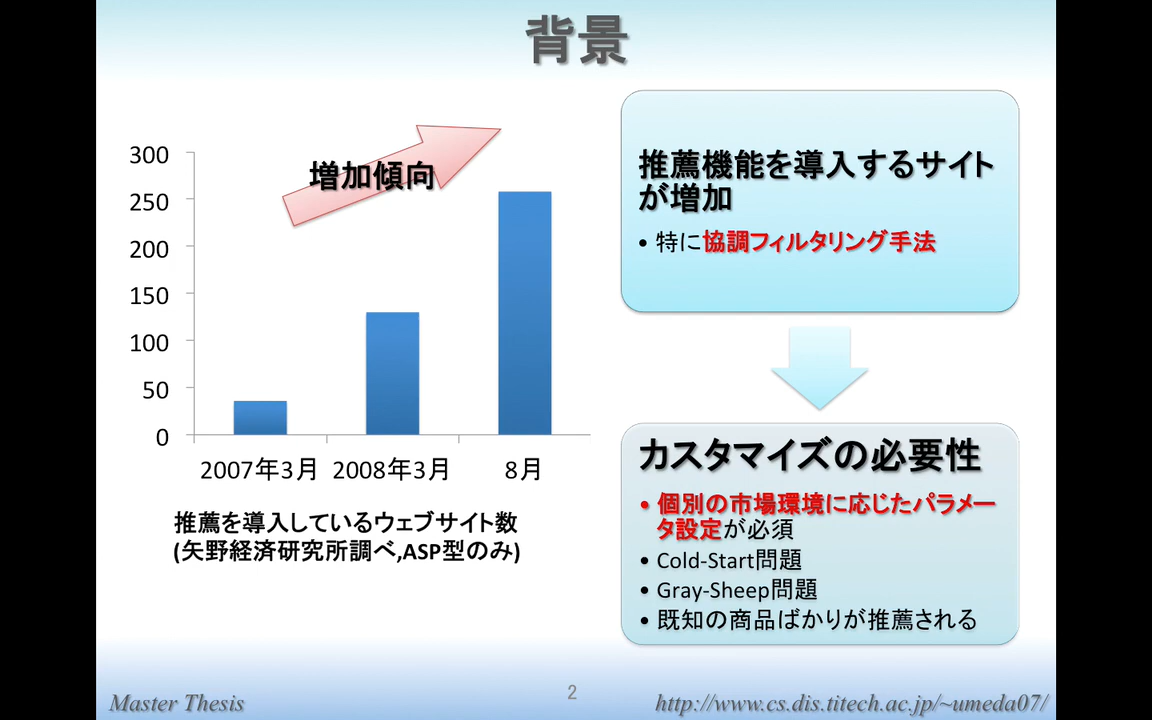 背景
増加傾向
300
250
200
150
100
50
0
2007年3月 2008年3月 8月
推薦を導入しているウェブサイト数
(矢野経済研究所調べ,ASP型のみ)
推薦機能を導入するサイト
が増加
• 特に協調フィルタリング手法
カスタマイズの必要性
• 個別の市場環境に応じたパラメー
タ設定が必須
• Cold-Start問題
• Gray-Sheep問題
• 既知の商品ばかりが推薦される
Master Thesis
2
http://www.cs.dis.titech.ac.jp/~umeda07/